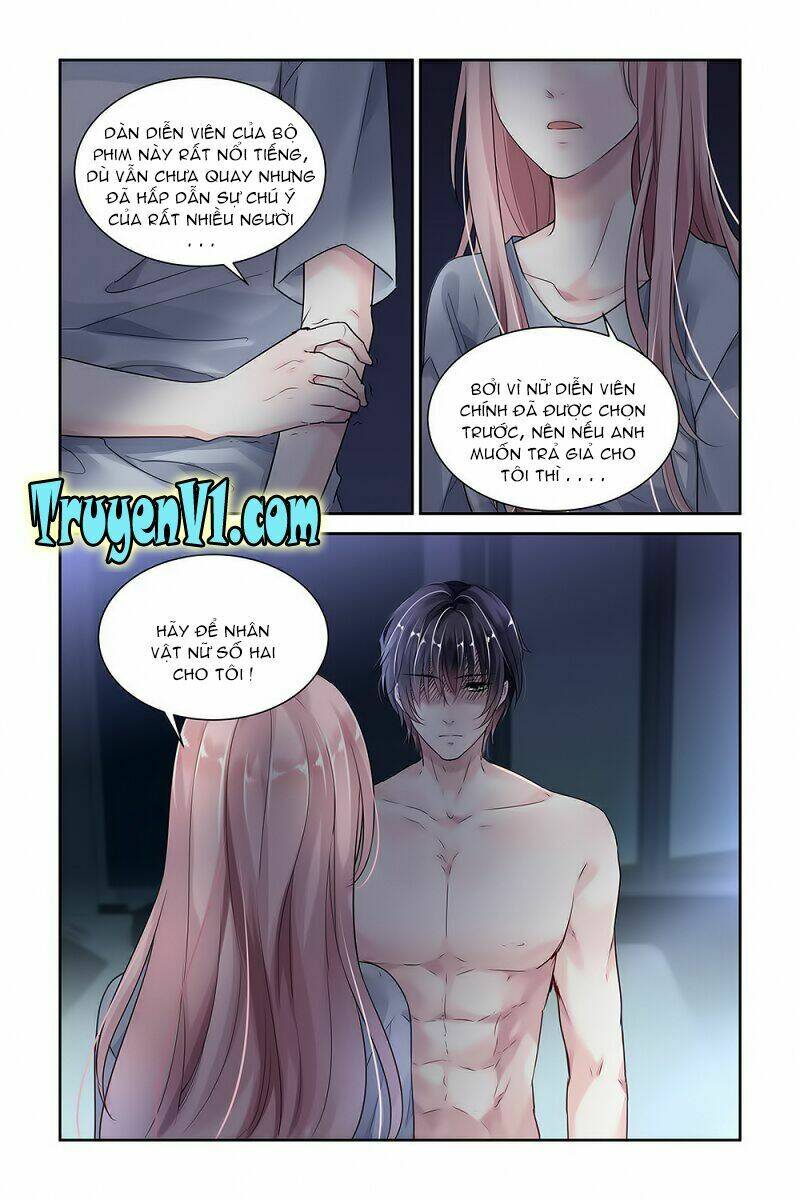 DÀN DIỄN VIÊN CỦA BỘ
PHIM NÀY RẤT NỔI TIẾNG,
DÙ VẪN CHƯA QUAY NHƯNG
ĐÃ HẤP DẪN SỰ CHÚ Ý
CỦA RẤT NHIỀU NGƯỜI
. . .
BỞI VÌ NỮ DIỄN VIÊN
CHÍNH ĐÃ ĐƯỢC CHỌN
TRƯỚC, NÊN NẾU ANH
MUỐN TRẢ GIÁ CHO
TÔI THÌ . . . .
TruyenV1.com
HÃY ĐỂ NHÂN
VẬT NỮ SỐ HAI
CHO TÔI !